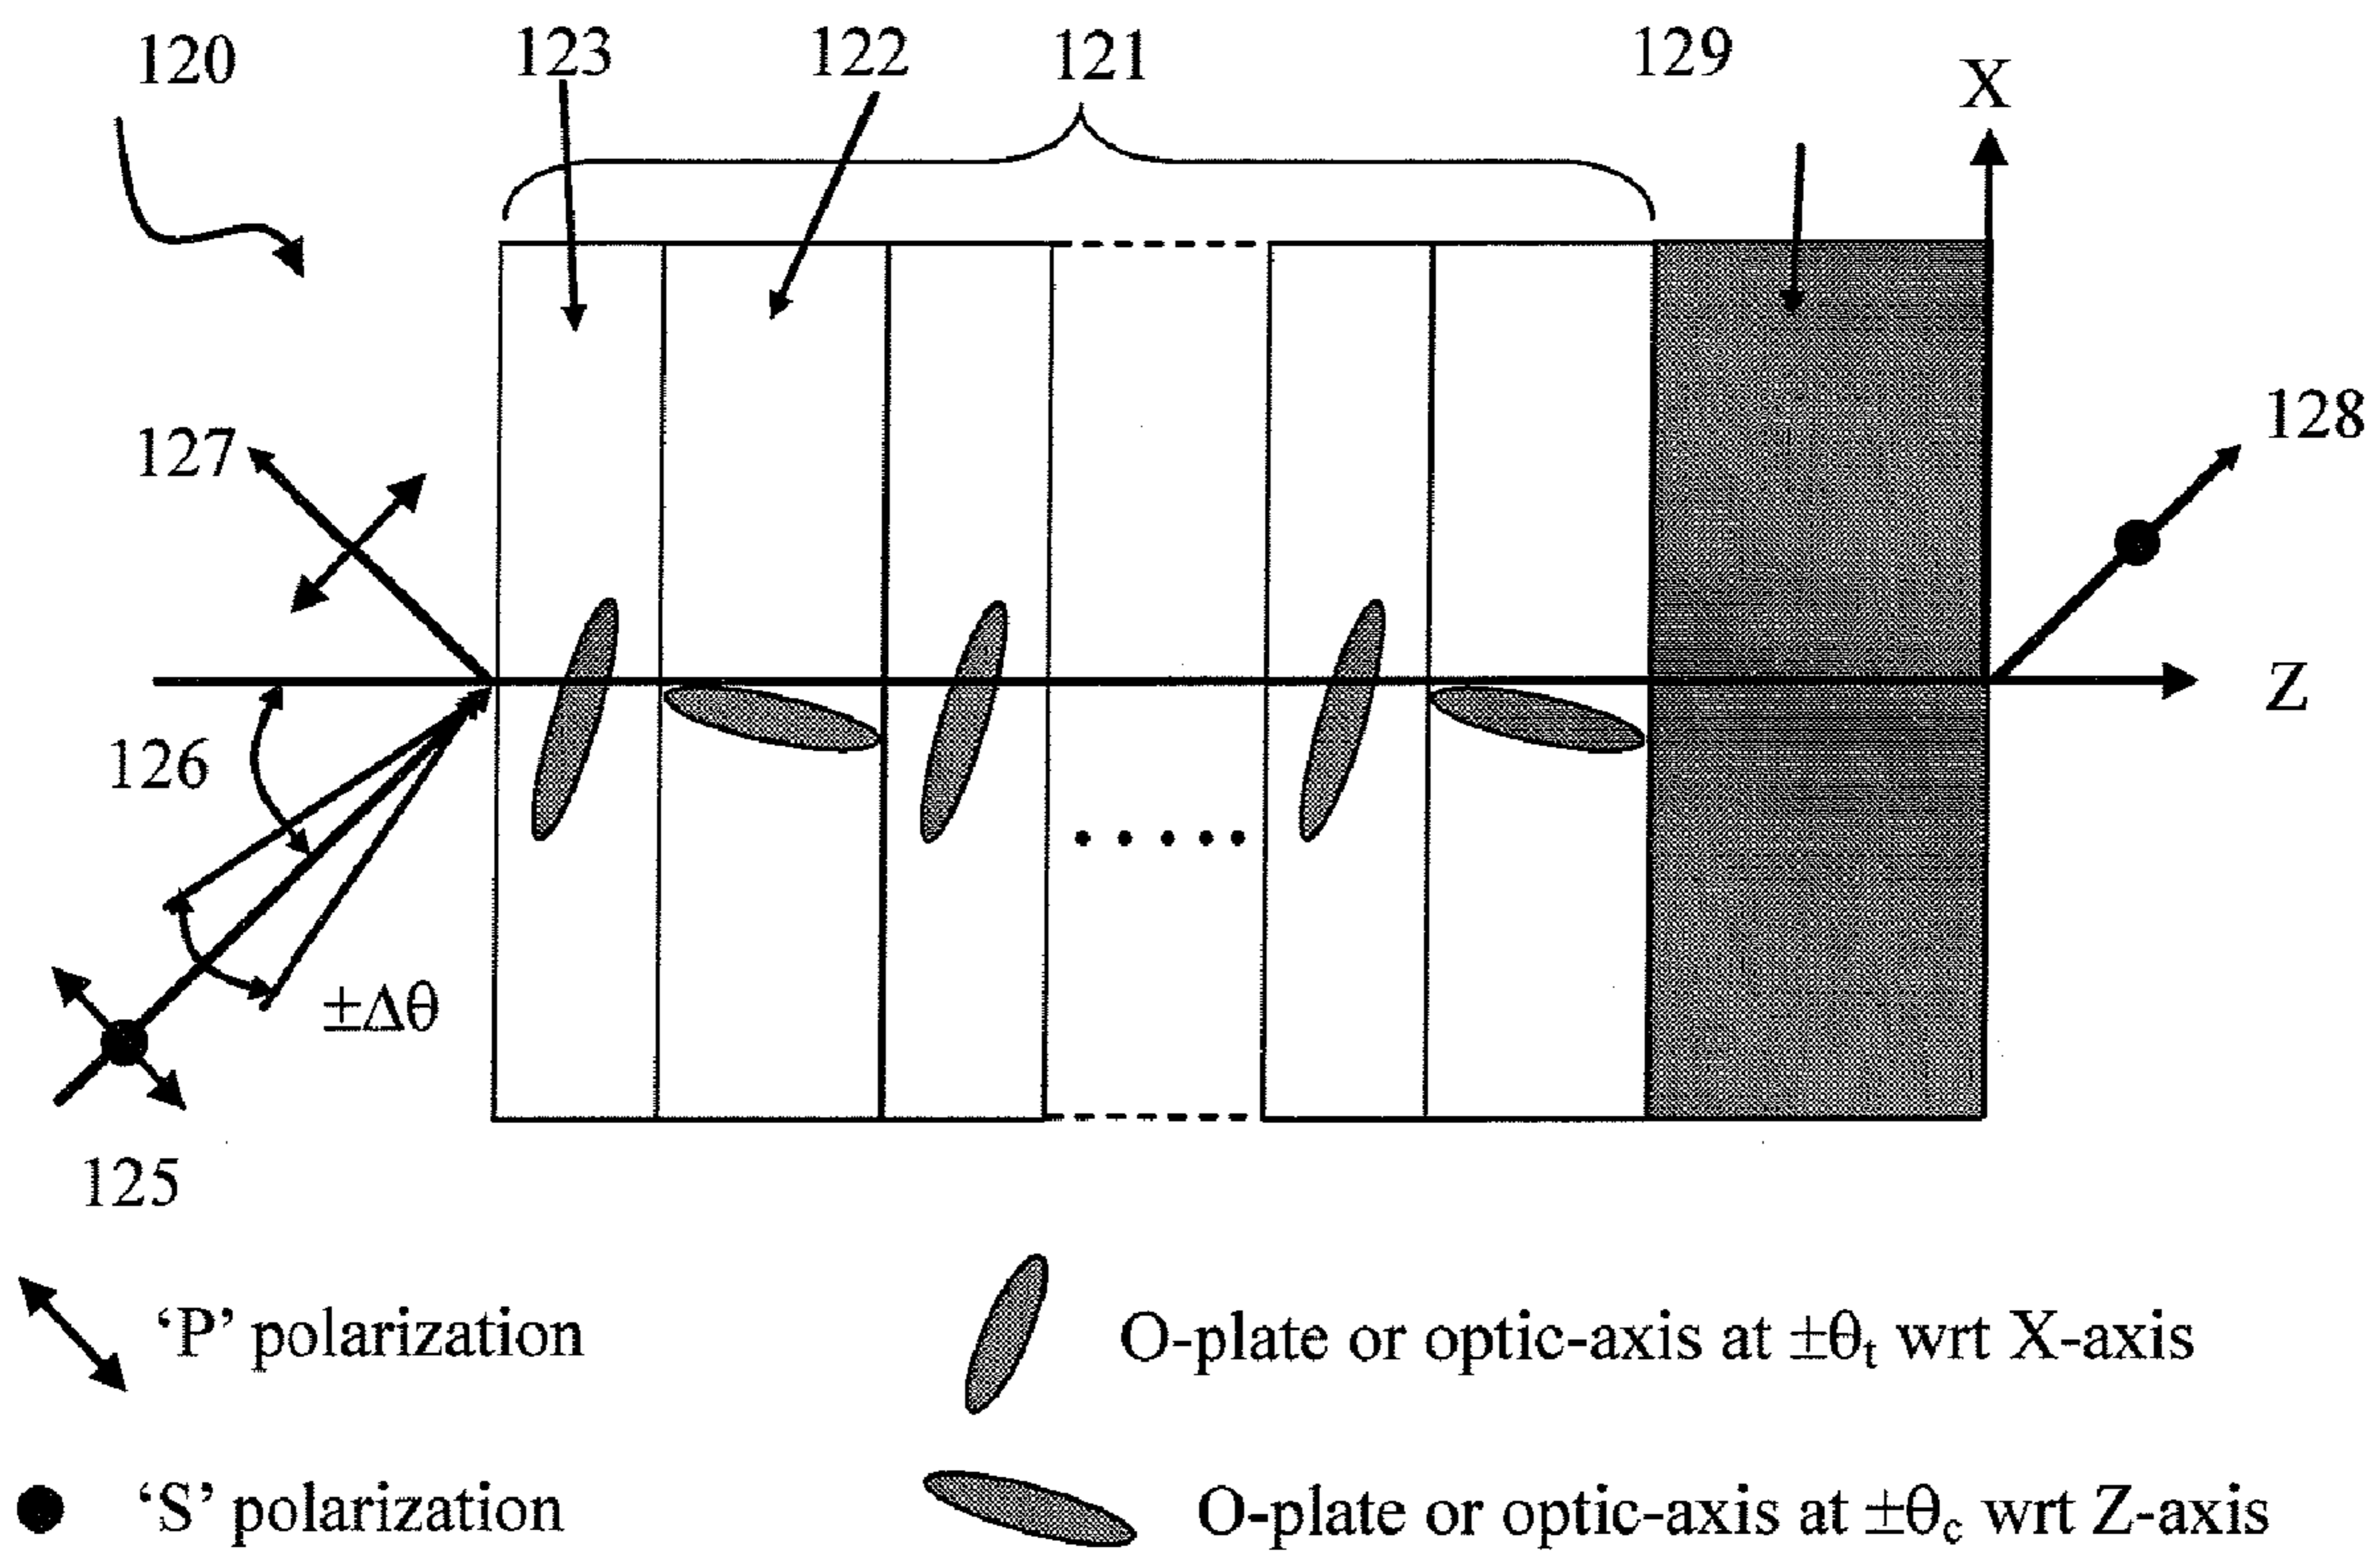 120
123
122
121
129
X
127
128
Z
126
±Δθ
125
‘P’ polarization
O-plate or optic-axis at ±θt wrt X-axis
‘S’ polarization
O-plate or optic-axis at ±θc wrt Z-axis